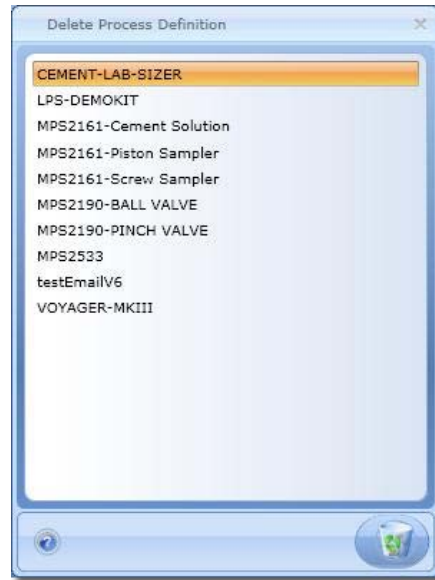 Delete Process Definition
CEMENT-LAB-SIZER
LPS-DEMOKIT
MPS2161-Cement Solution
MPS2161-Piston Sampler
MPS2161-Screw Sampler
MPS2190-BALL VALVE
MPS2190-PINCH VALVE
MPS2533
testEmailV6
VOYAGER-MKIII